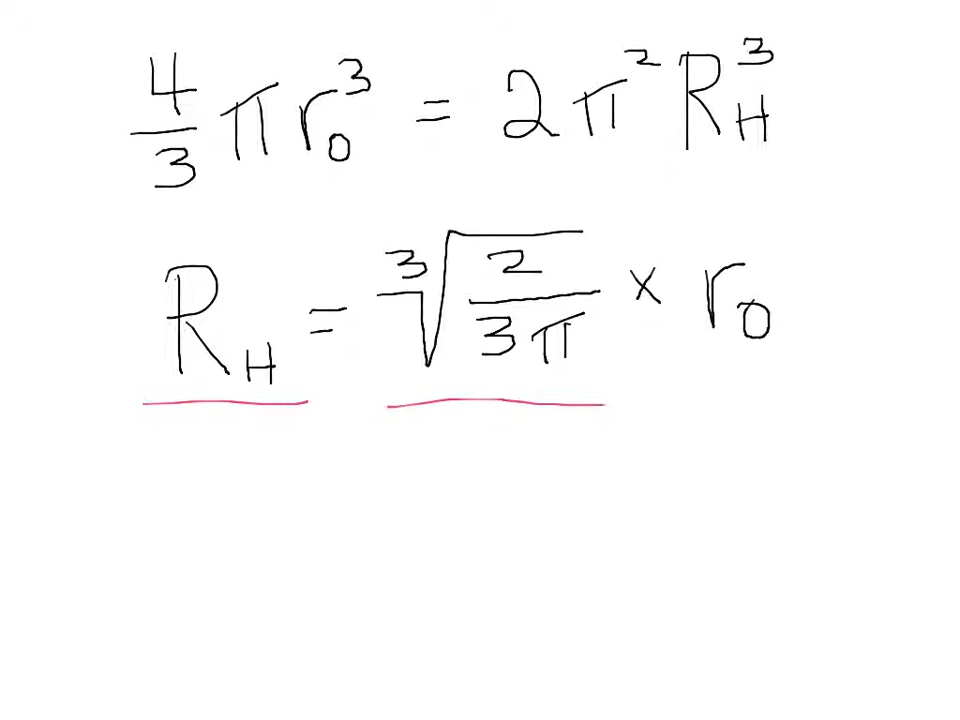 4/3 π r₀³ = 2π² R_H³
R_H = ∛(2/3π) × r₀